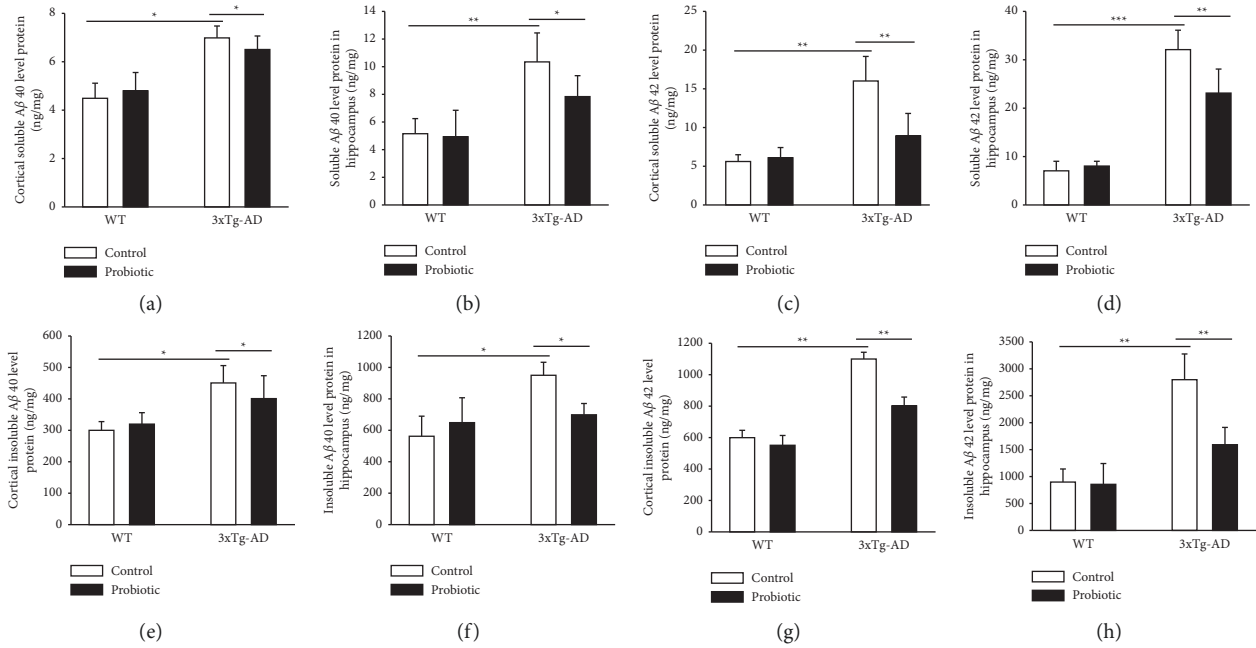 Cortical soluble Aβ 40 level protein
(ng/mg)
8
6
4
2
0
*
*
WT
3xTg-AD
Control
Probiotic
(a)
Soluble Aβ 40 level protein in
hippocampus (ng/mg)
14
12
10
8
6
4
2
0
**
*
WT
3xTg-AD
Control
Probiotic
(b)
Cortical soluble Aβ 42 level protein
(ng/mg)
25
20
15
10
5
0
**
**
WT
3xTg-AD
Control
Probiotic
(c)
Soluble Aβ 42 level protein in
hippocampus (ng/mg)
40
30
20
10
0
***
**
WT
3xTg-AD
Control
Probiotic
(d)
Cortical insoluble Aβ 40 level
protein (ng/mg)
600
500
400
300
200
100
0
*
*
WT
3xTg-AD
Control
Probiotic
(e)
Insoluble Aβ 40 level protein in
hippocampus (ng/mg)
1200
1000
800
600
400
200
0
*
*
WT
3xTg-AD
Control
Probiotic
(f)
Cortical insoluble Aβ 42 level
protein (ng/mg)
1200
1000
800
600
400
200
0
**
**
WT
3xTg-AD
Control
Probiotic
(g)
Insoluble Aβ 42 level protein in
hippocampus (ng/mg)
3500
3000
2500
2000
1500
1000
500
0
**
**
WT
3xTg-AD
Control
Probiotic
(h)